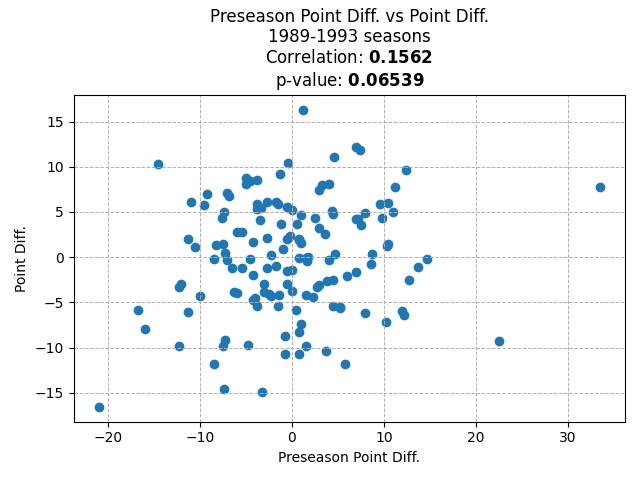 Preseason Point Diff. vs Point Diff.
1989-1993 seasons
Correlation: 0.1562
p-value: 0.06539
15
10
5
0
−5
−10
−15
Point Diff.
−20
−10
0
10
20
30
Preseason Point Diff.